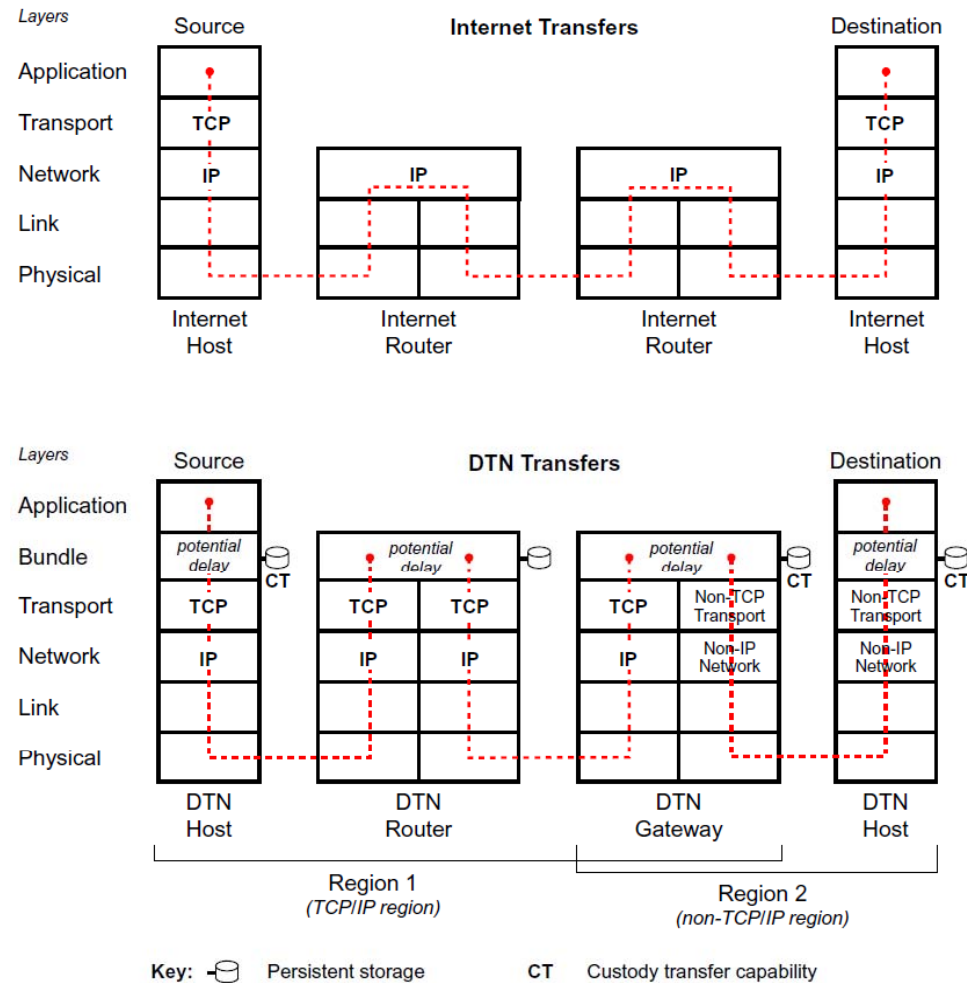 Layers
Source
Internet Transfers
Destination
Application
Transport
TCP
TCP
Network
IP
IP
IP
IP
Link
Physical
Internet
Host
Internet
Router
Internet
Router
Internet
Host
Layers
Source
DTN Transfers
Destination
Application
Bundle
potential
delay
CT
potential
delay
potential
delay
CT
potential
delay
CT
Transport
TCP
TCP
TCP
TCP
Non-TCP
Transport
Non-TCP
Transport
Network
IP
IP
IP
IP
Non-IP
Network
Non-IP
Network
Link
Physical
DTN
Host
DTN
Router
DTN
Gateway
DTN
Host
Region 1
(TCP/IP region)
Region 2
(non-TCP/IP region)
Key:
Persistent storage
CT
Custody transfer capability